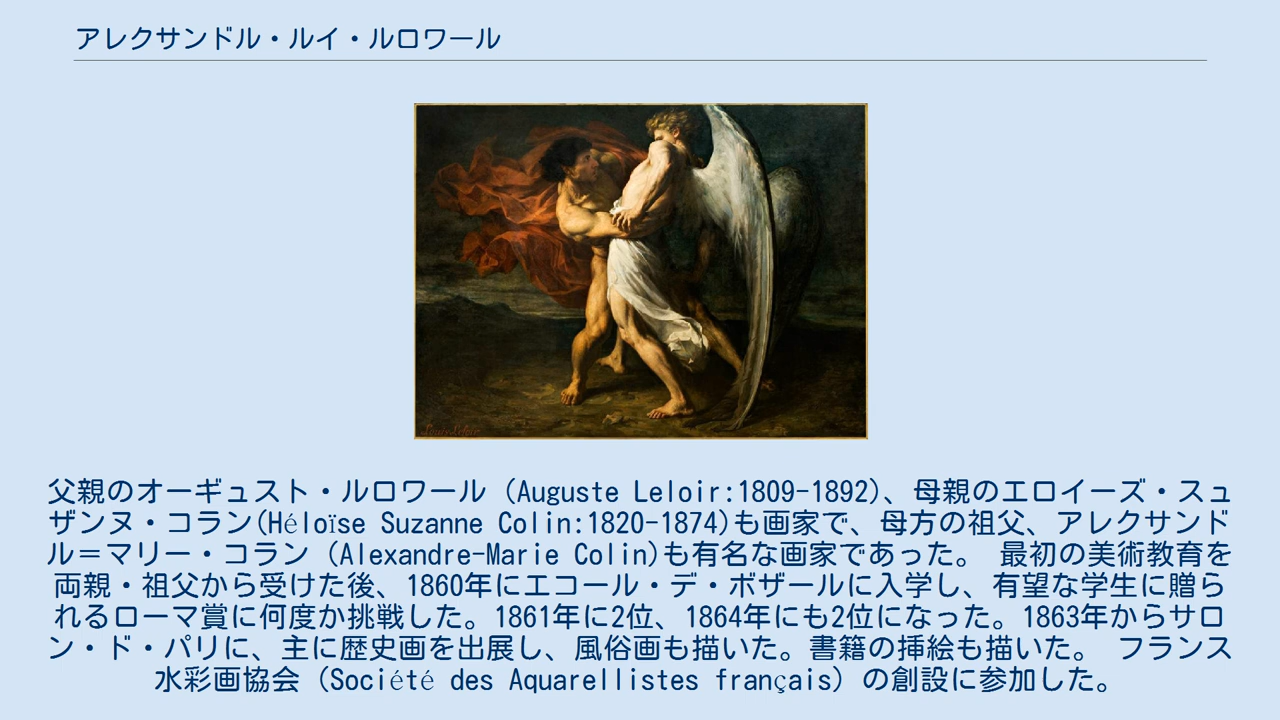 アレクサンドル・ルイ・ルロワール
Louis Leloir
父親のオーギュスト・ルロワール (Auguste Leloir:1809-1892)、母親のエロイーズ・スュ
ザンヌ・コラン(Héloïse Suzanne Colin:1820-1874)も画家で、母方の祖父、アレクサンド
ル＝マリー・コラン (Alexandre-Marie Colin)も有名な画家であった。 最初の美術教育を
両親・祖父から受けた後、1860年にエコール・デ・ボザールに入学し、有望な学生に贈ら
れるローマ賞に何度か挑戦した。1861年に2位、1864年にも2位になった。1863年からサロ
ン・ド・パリに、主に歴史画を出展し、風俗画も描いた。書籍の挿絵も描いた。 フランス
水彩画協会 (Société des Aquarellistes français) の創設に参加した。